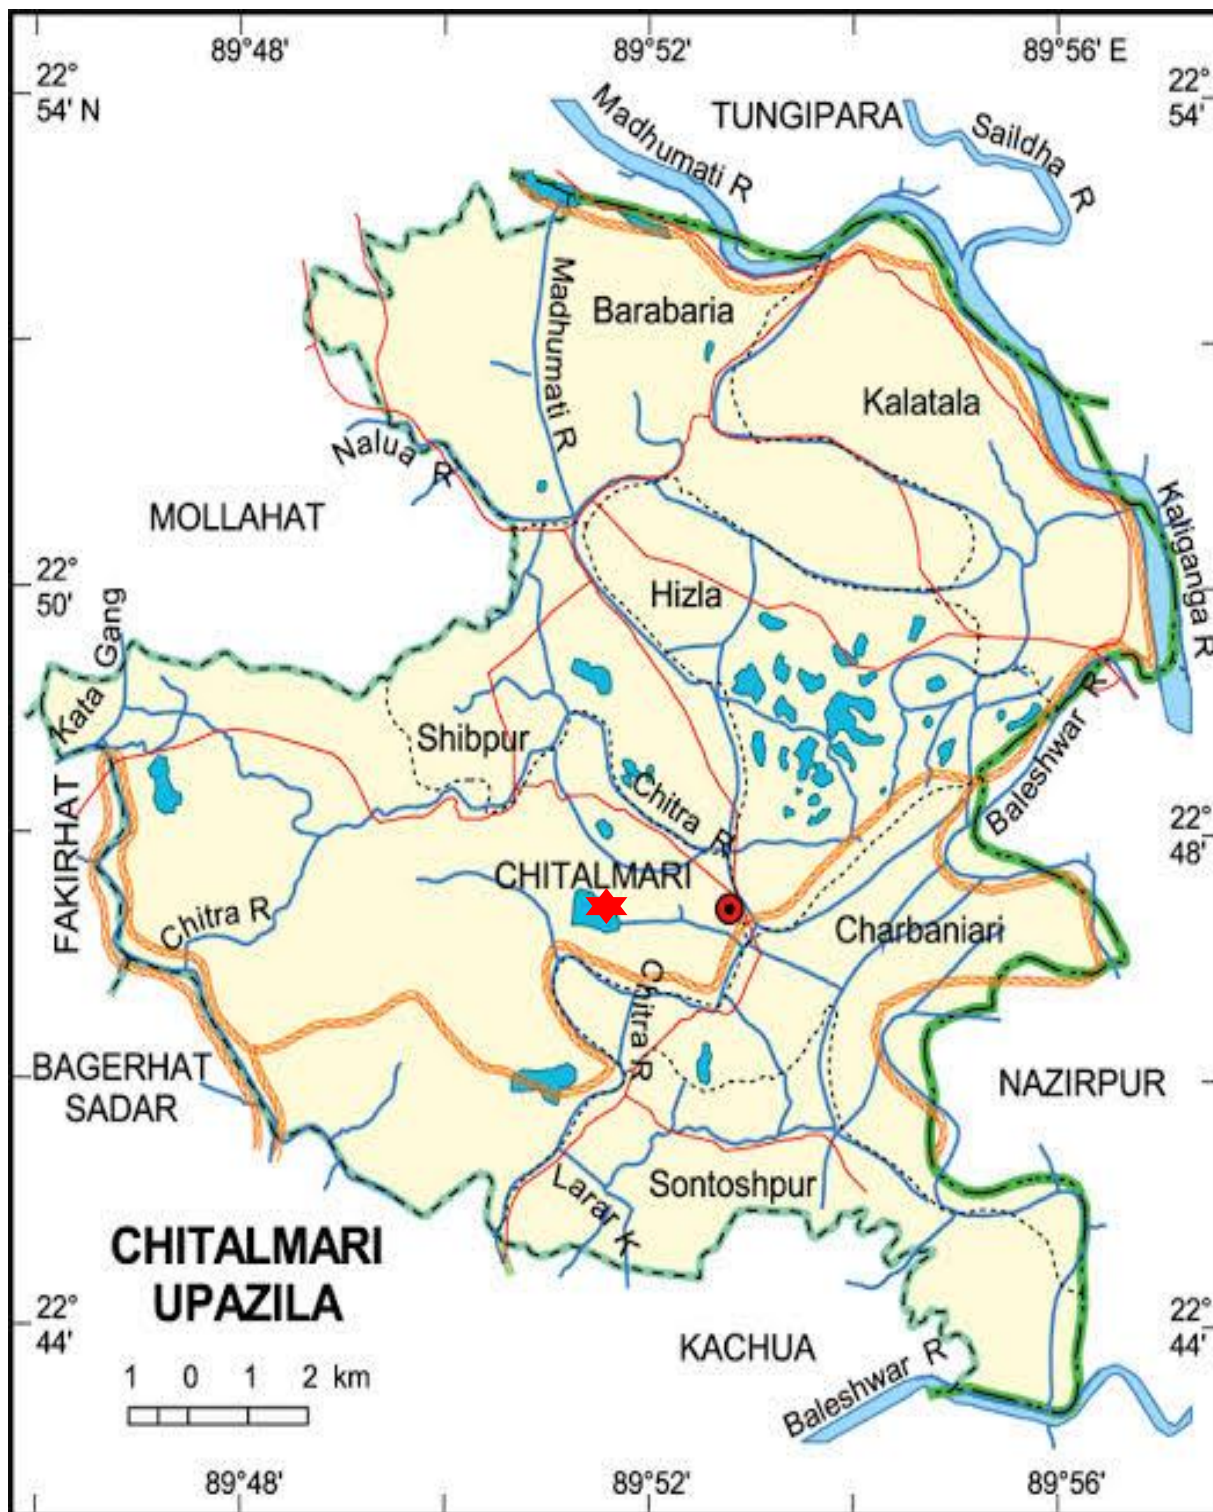 89°48'
89°52'
89°56' E
22°
54' N
22°
54'
TUNGIPARA
Madhumati R
Saildha R
Barabaria
Madhumati R
Kalatala
Nalua R
MOLLAHAT
Kaliganga R
22°
50'
Hizla
Kata Gang
Shibpur
Baleshwar R
FAKIRHAT
Chitra R
22°
48'
CHITALMARI
Chitra R
Charbaniari
Chitra R
BAGERHAT
SADAR
NAZIRPUR
Larar K
Sontoshpur
CHITALMARI
UPAZILA
22°
44'
22°
44'
KACHUA
1 0 1 2 km
Baleshwar R
89°48'
89°52'
89°56'